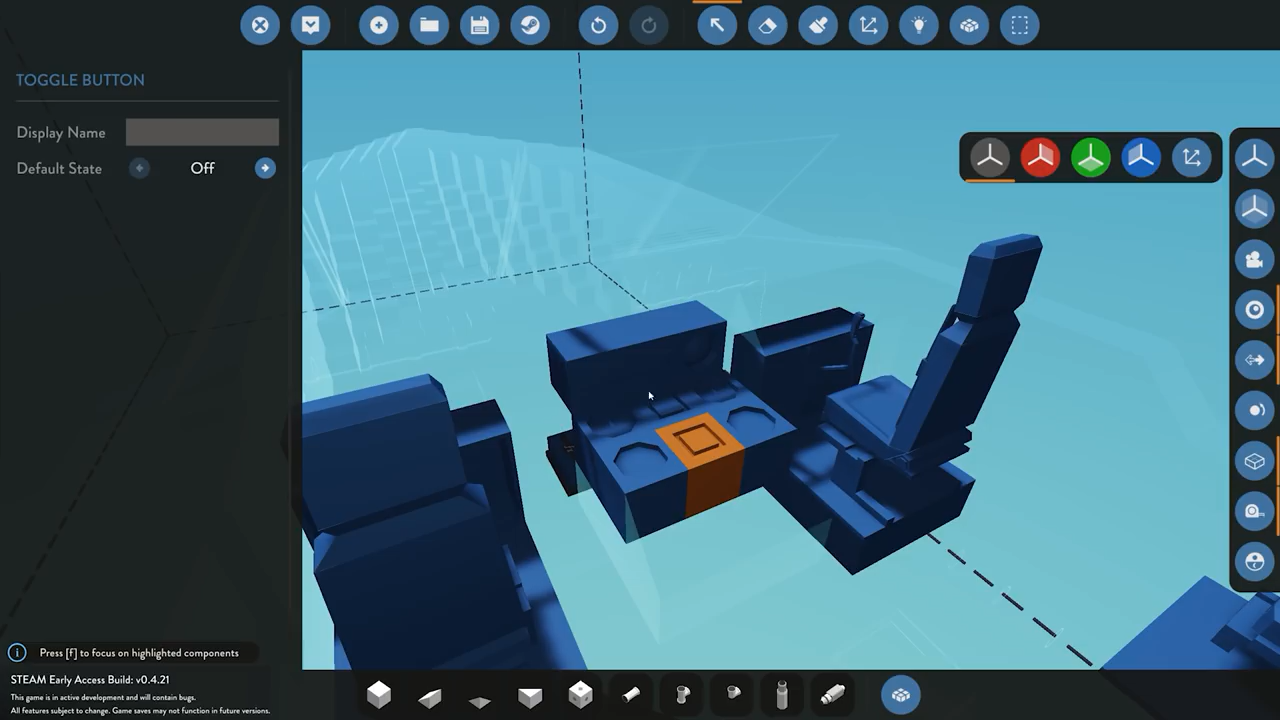 TOGGLE BUTTON
Display Name
Default State Off
Press [f] to focus on highlighted components
STEAM Early Access Build: v0.4.21
This game is in active development and will contain bugs.
All features subject to change. Game saves may not function in future versions.